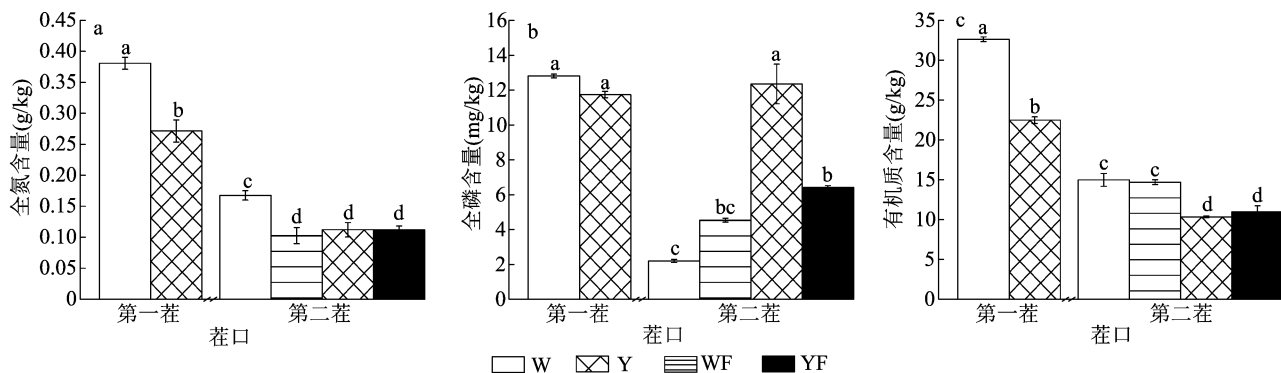 全氮含量(g/kg)
0.45
0.40
0.35
0.30
0.25
0.20
0.15
0.10
0.05
0
a
a
b
c
d
d
d
第一茬
第二茬
茬口
全磷含量(mg/kg)
16
14
12
10
8
6
4
2
0
b
a
a
c
bc
a
b
第一茬
第二茬
茬口
有机质含量(g/kg)
35
30
25
20
15
10
5
0
c
a
b
c
c
d
d
第一茬
第二茬
茬口
W
Y
WF
YF